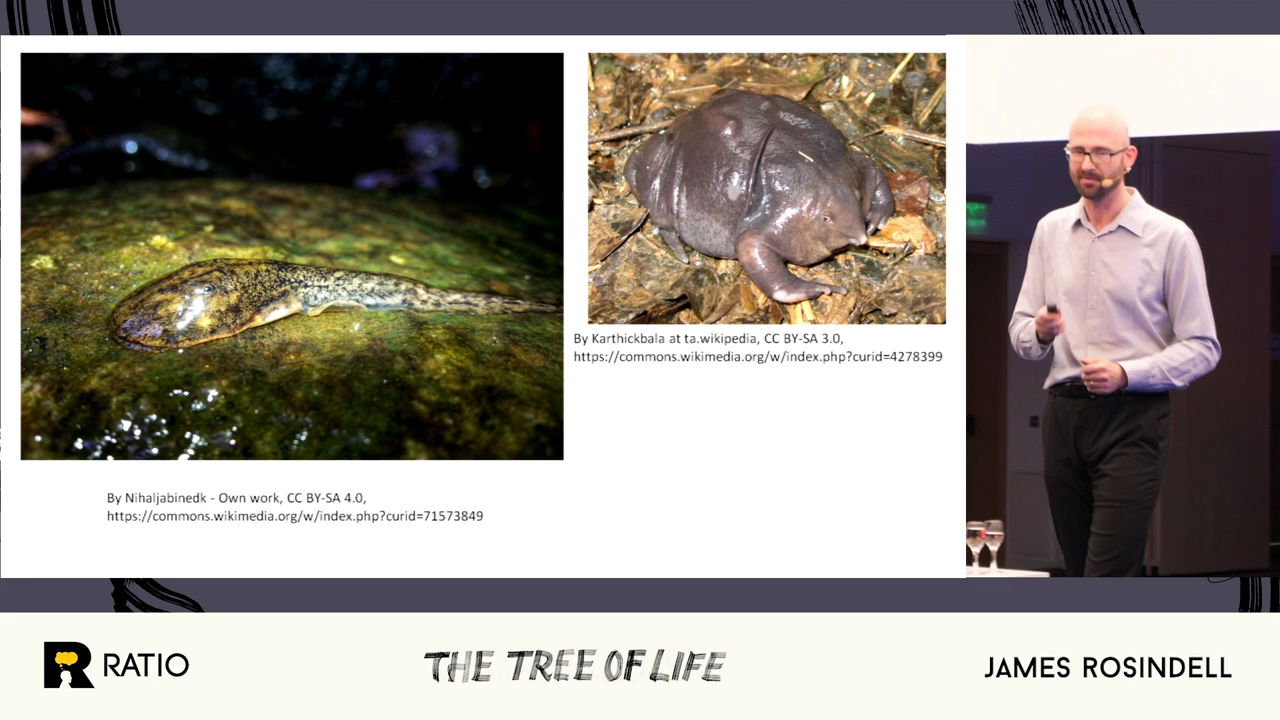 By Karthickbala at ta.wikipedia, CC BY-SA 3.0,
https://commons.wikimedia.org/w/index.php?curid=4278399
By Nihaljabinedk - Own work, CC BY-SA 4.0,
https://commons.wikimedia.org/w/index.php?curid=71573849
R RATIO
THE TREE OF LIFE
JAMES ROSINDELL